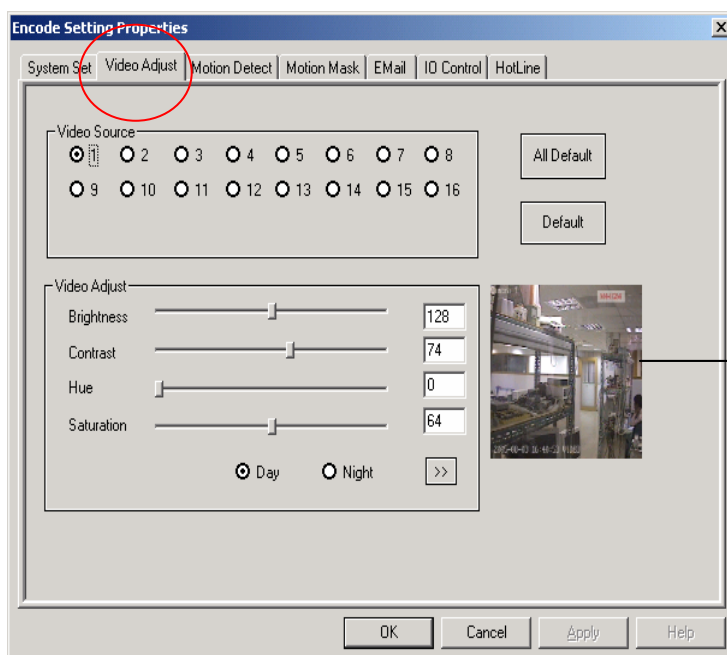 Encode Setting Properties
System Set Video Adjust Motion Detect Motion Mask EMail IO Control HotLine
Video Source
1 2 3 4 5 6 7 8
9 10 11 12 13 14 15 16
All Default
Default
Video Adjust
Brightness 128
Contrast 74
Hue 0
Saturation 64
Day Night >>
OK Cancel Apply Help